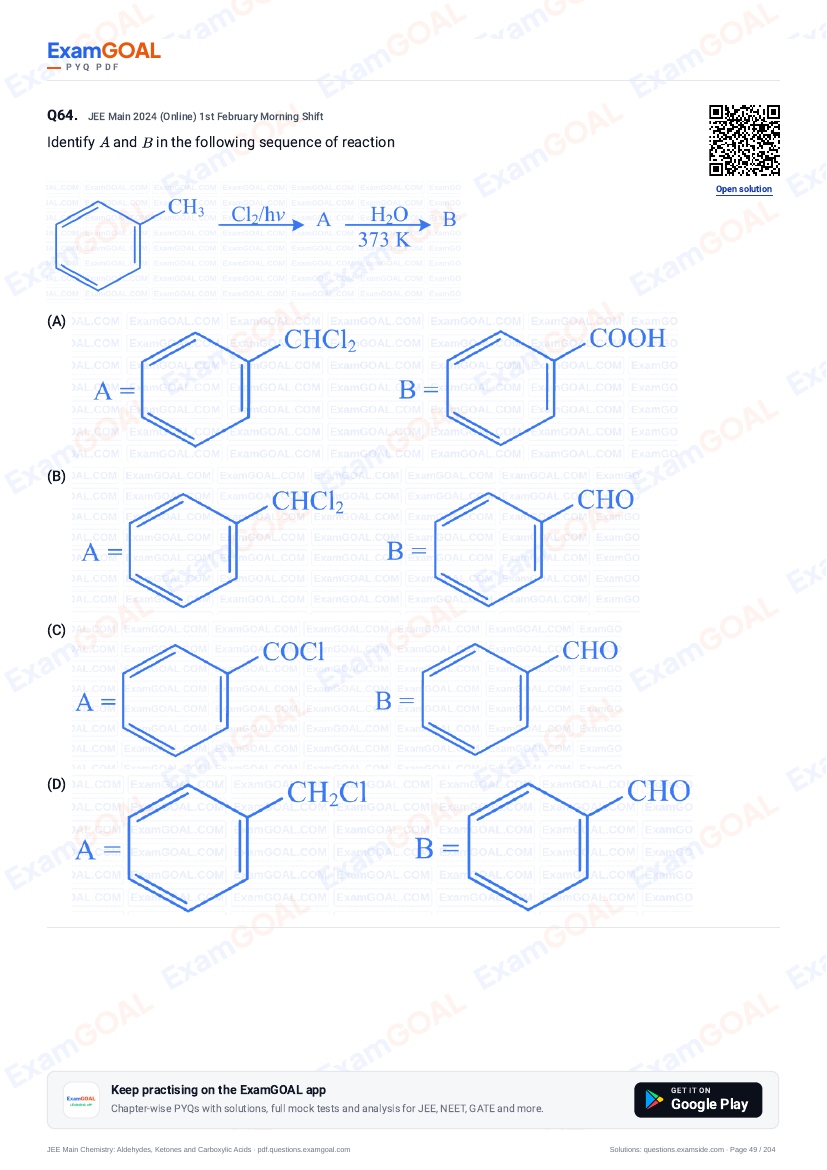 ExamGOAL
PYQ PDF
Q64. JEE Main 2024 (Online) 1st February Morning Shift
Identify A and B in the following sequence of reaction
Open solution
CH3 Cl2/hν A H2O B
373 K
(A)
A = CHCl2 B = COOH
(B)
A = CHCl2 B = CHO
(C)
A = COCl B = CHO
(D)
A = CH2Cl B = CHO
Keep practising on the ExamGOAL app
Chapter-wise PYQs with solutions, full mock tests and analysis for JEE, NEET, GATE and more.
GET IT ON
Google Play
JEE Main Chemistry: Aldehydes, Ketones and Carboxylic Acids · pdf.questions.examgoal.com
Solutions: questions.examside.com · Page 49 / 204